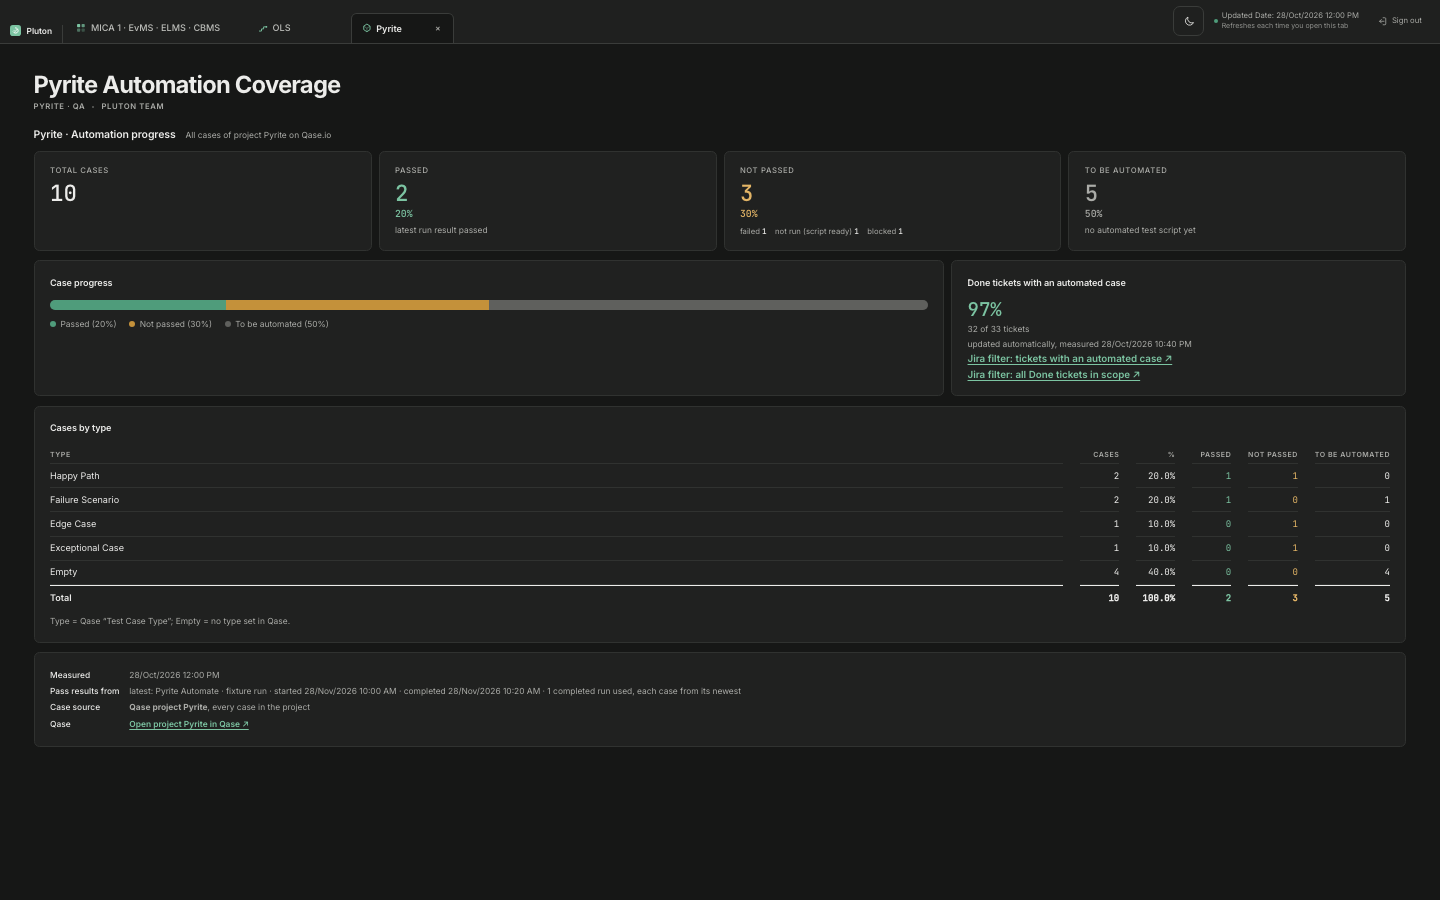 Pluton
MICA 1 · EvMS · ELMS · CBMS
OLS
Pyrite
×
Updated Date: 28/Oct/2026 12:00 PM
Refreshes each time you open this tab
Sign out
Pyrite Automation Coverage
PYRITE · QA · PLUTON TEAM
Pyrite · Automation progress All cases of project Pyrite on Qase.io
TOTAL CASES
10
PASSED
2
20%
latest run result passed
NOT PASSED
3
30%
failed 1 not run (script ready) 1 blocked 1
TO BE AUTOMATED
5
50%
no automated test script yet
Case progress
Passed (20%) Not passed (30%) To be automated (50%)
Done tickets with an automated case
97%
32 of 33 tickets
updated automatically, measured 28/Oct/2026 10:40 PM
Jira filter: tickets with an automated case ↗
Jira filter: all Done tickets in scope ↗
Cases by type
TYPE CASES % PASSED NOT PASSED TO BE AUTOMATED
Happy Path 2 20.0% 1 1 0
Failure Scenario 2 20.0% 1 0 1
Edge Case 1 10.0% 0 1 0
Exceptional Case 1 10.0% 0 1 0
Empty 4 40.0% 0 0 4
Total 10 100.0% 2 3 5
Type = Qase "Test Case Type"; Empty = no type set in Qase.
Measured 28/Oct/2026 12:00 PM
Pass results from latest: Pyrite Automate · fixture run · started 28/Nov/2026 10:00 AM · completed 28/Nov/2026 10:20 AM · 1 completed run used, each case from its newest
Case source Qase project Pyrite, every case in the project
Qase Open project Pyrite in Qase ↗